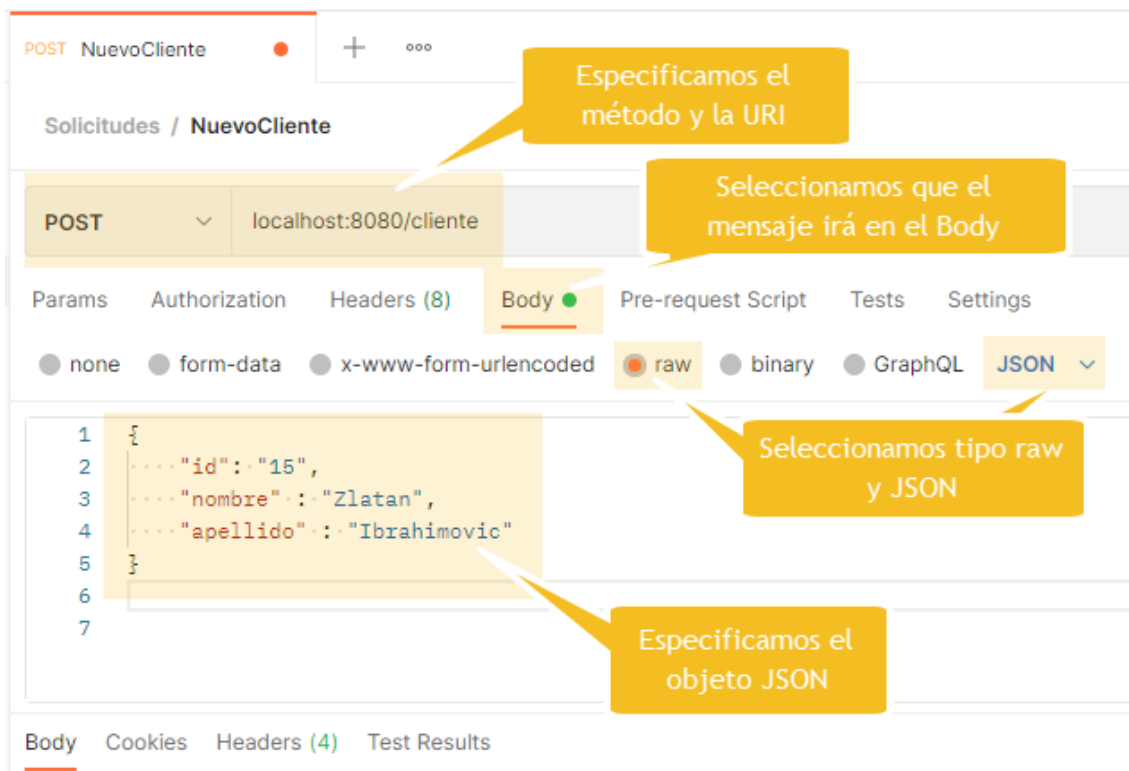 POST NuevoCliente
Especificamos el
método y la URI
Solicitudes / NuevoCliente
Seleccionamos que el
mensaje irá en el Body
POST localhost:8080/cliente
Params Authorization Headers (8) Body Pre-request Script Tests Settings
none form-data x-www-form-urlencoded raw binary GraphQL JSON
Seleccionamos tipo raw
y JSON
1 {
2 "id": "15",
3 "nombre" : "Zlatan",
4 "apellido" : "Ibrahimovic"
5 }
6
7
Especificamos el
objeto JSON
Body Cookies Headers (4) Test Results